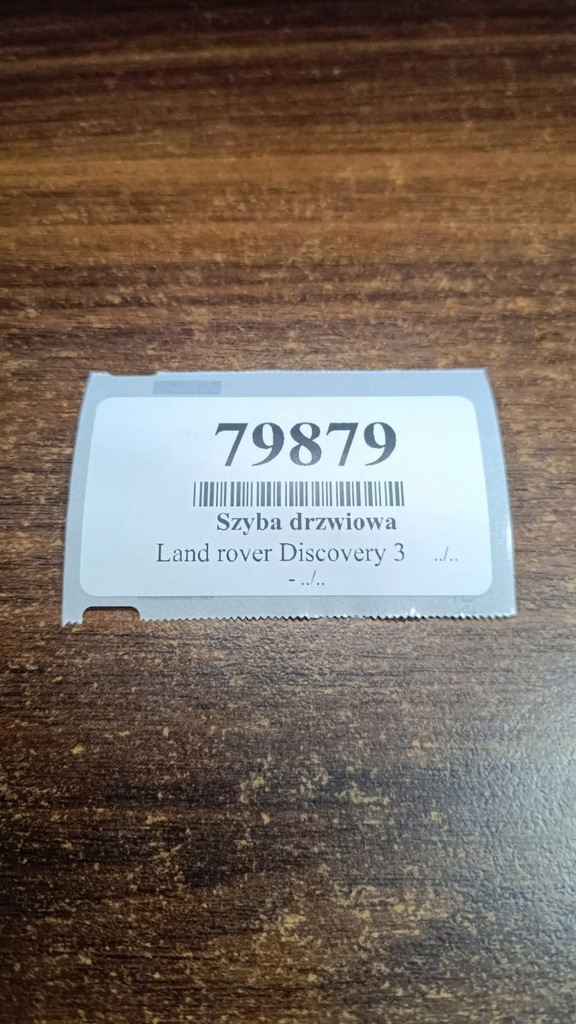 79879
Szyba drzwiowa
Land rover Discovery 3 ../..
- ../..